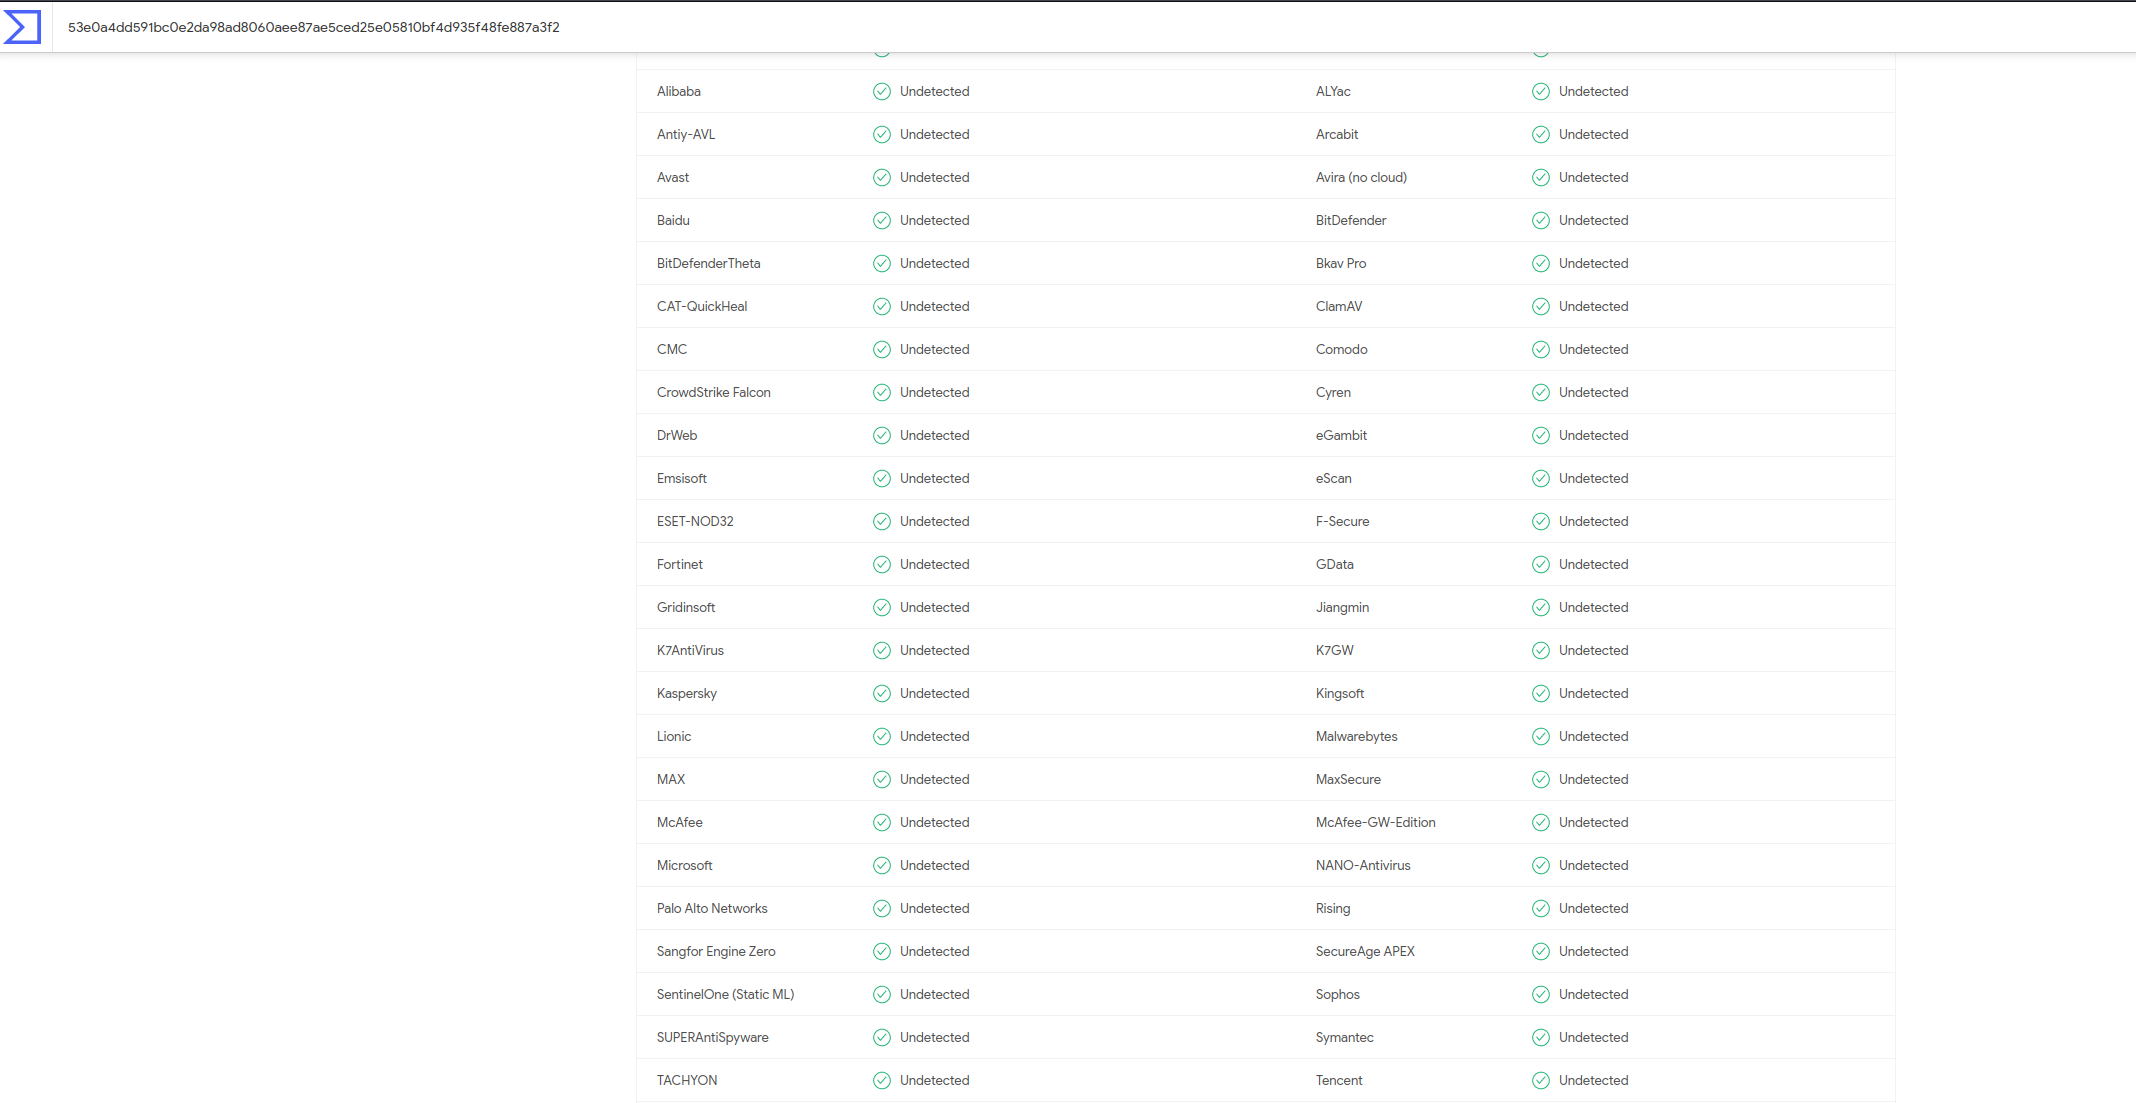 53e0a4dd591bc0e2da98ad8060aee87ae5ced25e05810bf4d935f48fe887a3f2
Alibaba Undetected ALYac Undetected
Antiy-AVL Undetected Arcabit Undetected
Avast Undetected Avira (no cloud) Undetected
Baidu Undetected BitDefender Undetected
BitDefenderTheta Undetected Bkav Pro Undetected
CAT-QuickHeal Undetected ClamAV Undetected
CMC Undetected Comodo Undetected
CrowdStrike Falcon Undetected Cyren Undetected
DrWeb Undetected eGambit Undetected
Emsisoft Undetected eScan Undetected
ESET-NOD32 Undetected F-Secure Undetected
Fortinet Undetected GData Undetected
Gridinsoft Undetected Jiangmin Undetected
K7AntiVirus Undetected K7GW Undetected
Kaspersky Undetected Kingsoft Undetected
Lionic Undetected Malwarebytes Undetected
MAX Undetected MaxSecure Undetected
McAfee Undetected McAfee-GW-Edition Undetected
Microsoft Undetected NANO-Antivirus Undetected
Palo Alto Networks Undetected Rising Undetected
Sangfor Engine Zero Undetected SecureAge APEX Undetected
SentinelOne (Static ML) Undetected Sophos Undetected
SUPERAntiSpyware Undetected Symantec Undetected
TACHYON Undetected Tencent Undetected